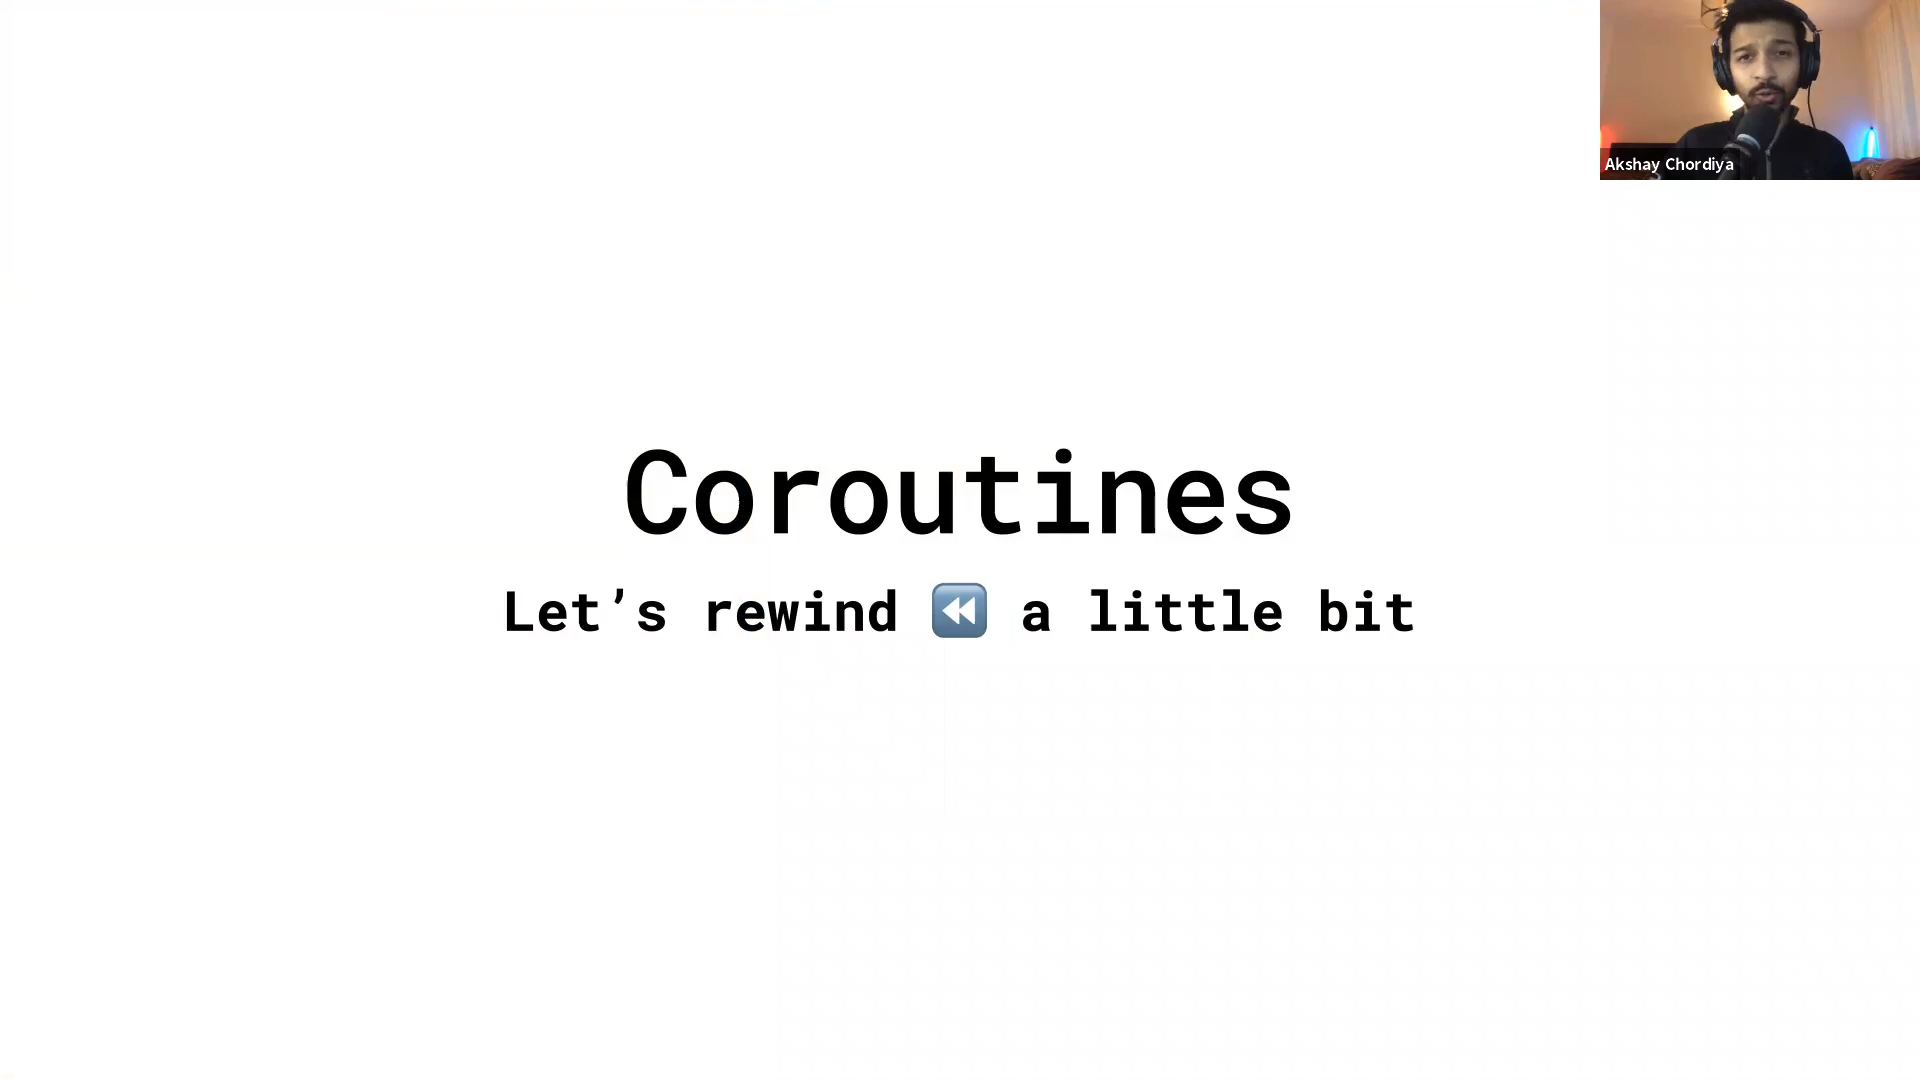 Akshay Chordiya
Coroutines
Let’s rewind ⏪ a little bit